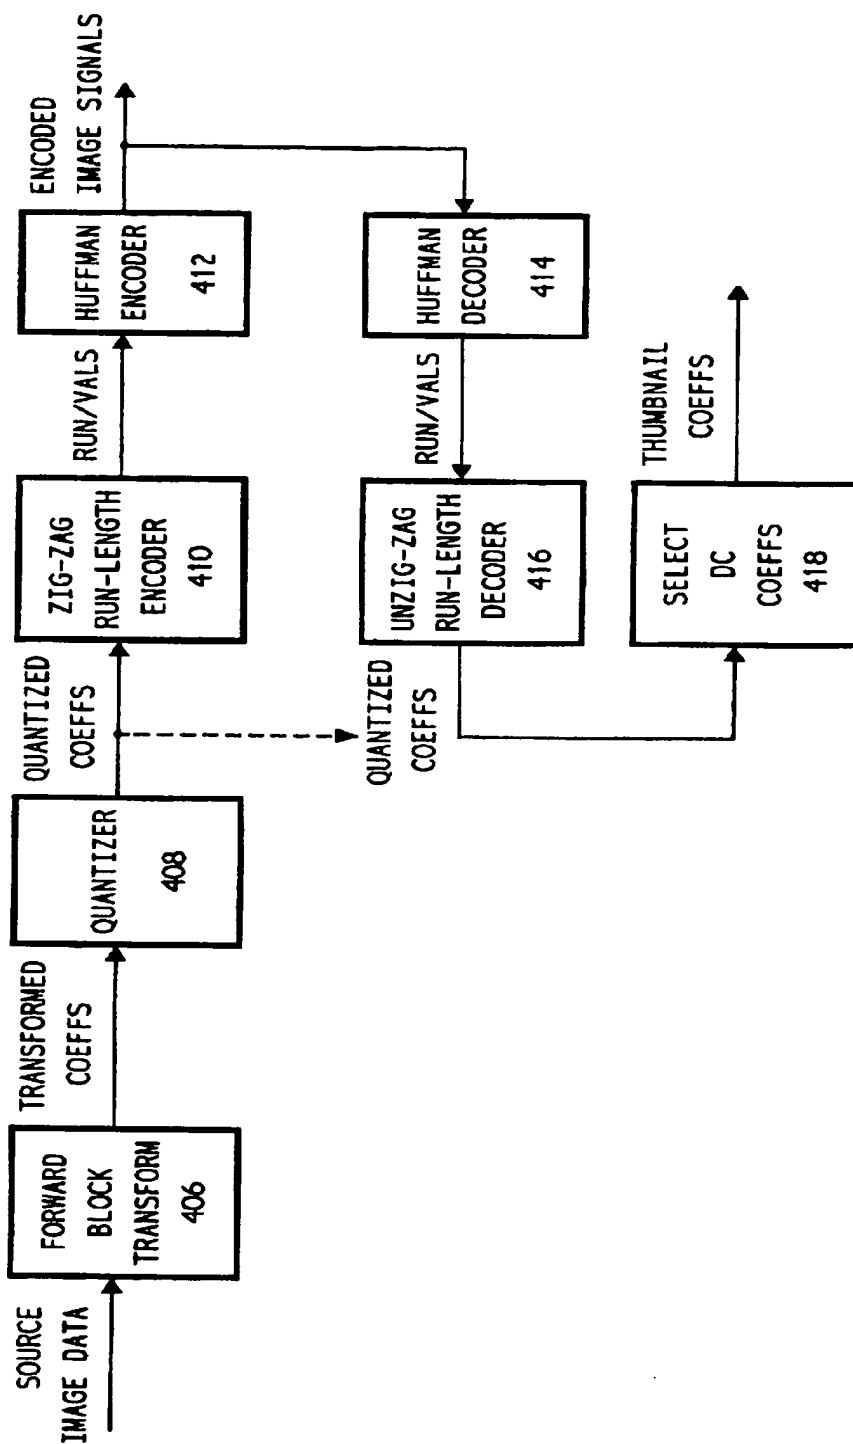 SOURCE
IMAGE DATA
FORWARD
BLOCK
TRANSFORM
406
TRANSFORMED
COEFFS
QUANTIZER
408
QUANTIZED
COEFFS
ZIG-ZAG
RUN-LENGTH
ENCODER
410
RUN/VALS
HUFFMAN
ENCODER
412
ENCODED
IMAGE SIGNALS
HUFFMAN
DECODER
414
RUN/VALS
UNZIG-ZAG
RUN-LENGTH
DECODER
416
QUANTIZED
COEFFS
SELECT
DC
COEFFS
418
THUMBNAIL
COEFFS